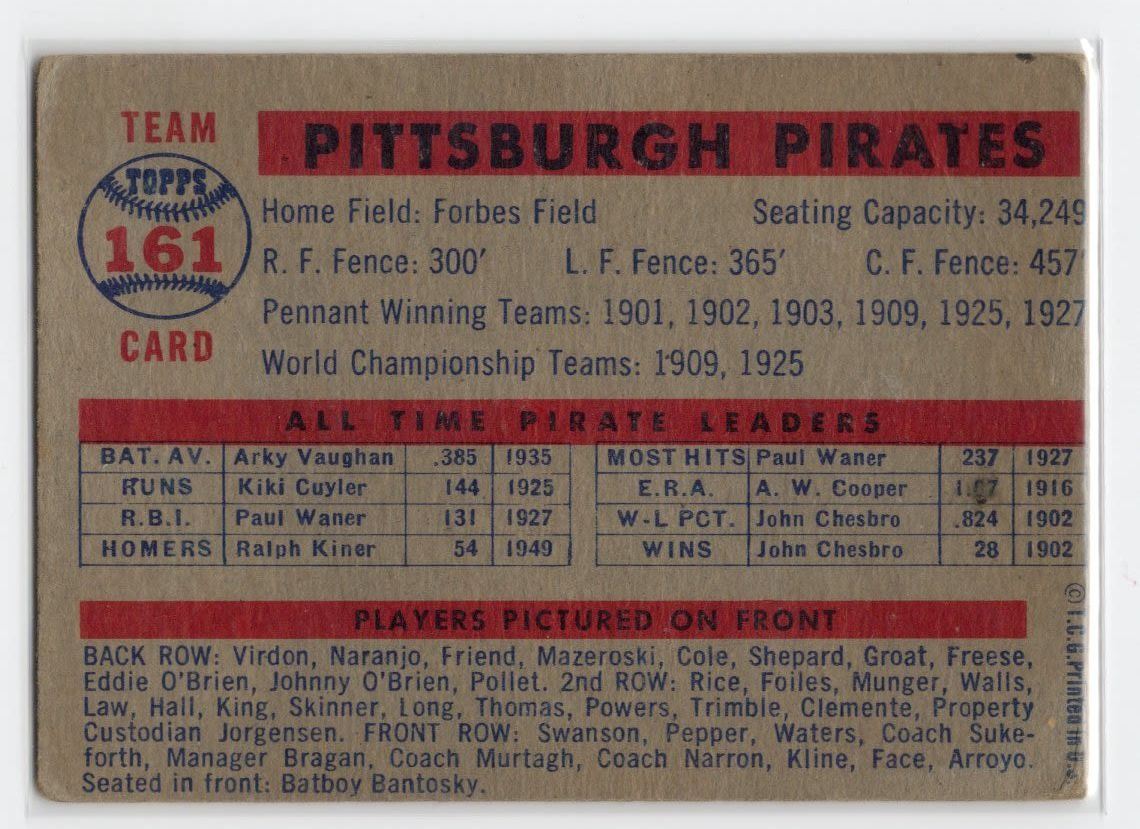 TEAM
TOPPS
161
CARD
PITTSBURGH PIRATES
Home Field: Forbes Field Seating Capacity: 34,249
R. F. Fence: 300′ L. F. Fence: 365′ C. F. Fence: 457′
Pennant Winning Teams: 1901, 1902, 1903, 1909, 1925, 1927
World Championship Teams: 1909, 1925
ALL TIME PIRATE LEADERS
BAT. AV. Arky Vaughan .385 1935 MOST HITS Paul Waner 237 1927
RUNS Kiki Cuyler 144 1925 E.R.A. A. W. Cooper 1916
R.B.I. Paul Waner 131 1927 W-L PCT. John Chesbro .824 1902
HOMERS Ralph Kiner 54 1949 WINS John Chesbro 28 1902
PLAYERS PICTURED ON FRONT
BACK ROW: Virdon, Naranjo, Friend, Mazeroski, Cole, Shepard, Groat, Freese,
Eddie O'Brien, Johnny O'Brien, Pollet. 2nd ROW: Rice, Foiles, Munger, Walls,
Law, Hall, King, Skinner, Long, Thomas, Powers, Trimble, Clemente, Property
Custodian Jorgensen. FRONT ROW: Swanson, Pepper, Waters, Coach Suke-
forth, Manager Bragan, Coach Murtagh, Coach Narron, Kline, Face, Arroyo.
Seated in front: Batboy Bantosky.
© T.C.G. Printed in U.S.